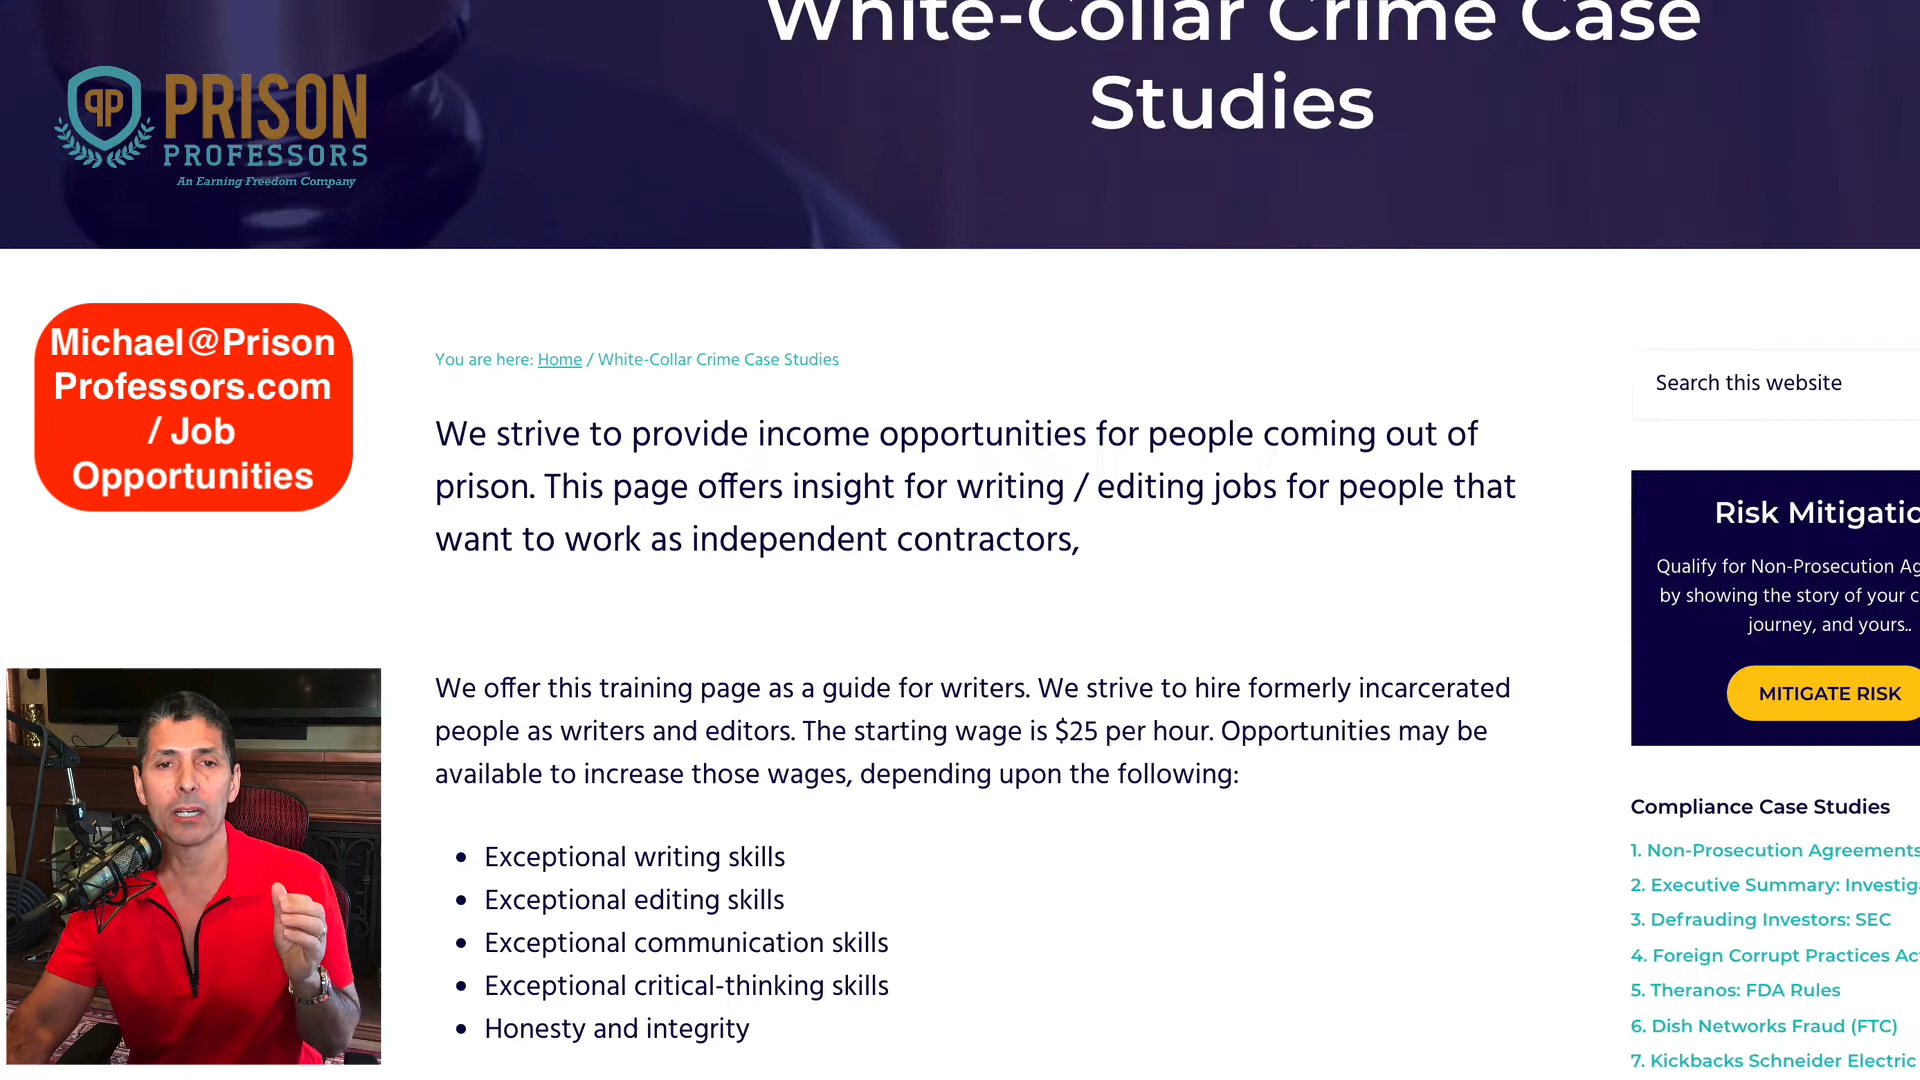 White-Collar Crime Case
Studies
PRISON
PROFESSORS
An Earning Freedom Company
Michael@Prison
Professors.com
/ Job
Opportunities
You are here: Home / White-Collar Crime Case Studies
We strive to provide income opportunities for people coming out of
prison. This page offers insight for writing / editing jobs for people that
want to work as independent contractors,
We offer this training page as a guide for writers. We strive to hire formerly incarcerated
people as writers and editors. The starting wage is $25 per hour. Opportunities may be
available to increase those wages, depending upon the following:
• Exceptional writing skills
• Exceptional editing skills
• Exceptional communication skills
• Exceptional critical-thinking skills
• Honesty and integrity
Search this website
Risk Mitigatio
Qualify for Non-Prosecution Ag
by showing the story of your c
journey, and yours..
MITIGATE RISK
Compliance Case Studies
1. Non-Prosecution Agreements
2. Executive Summary: Investiga
3. Defrauding Investors: SEC
4. Foreign Corrupt Practices Ac
5. Theranos: FDA Rules
6. Dish Networks Fraud (FTC)
7. Kickbacks Schneider Electric